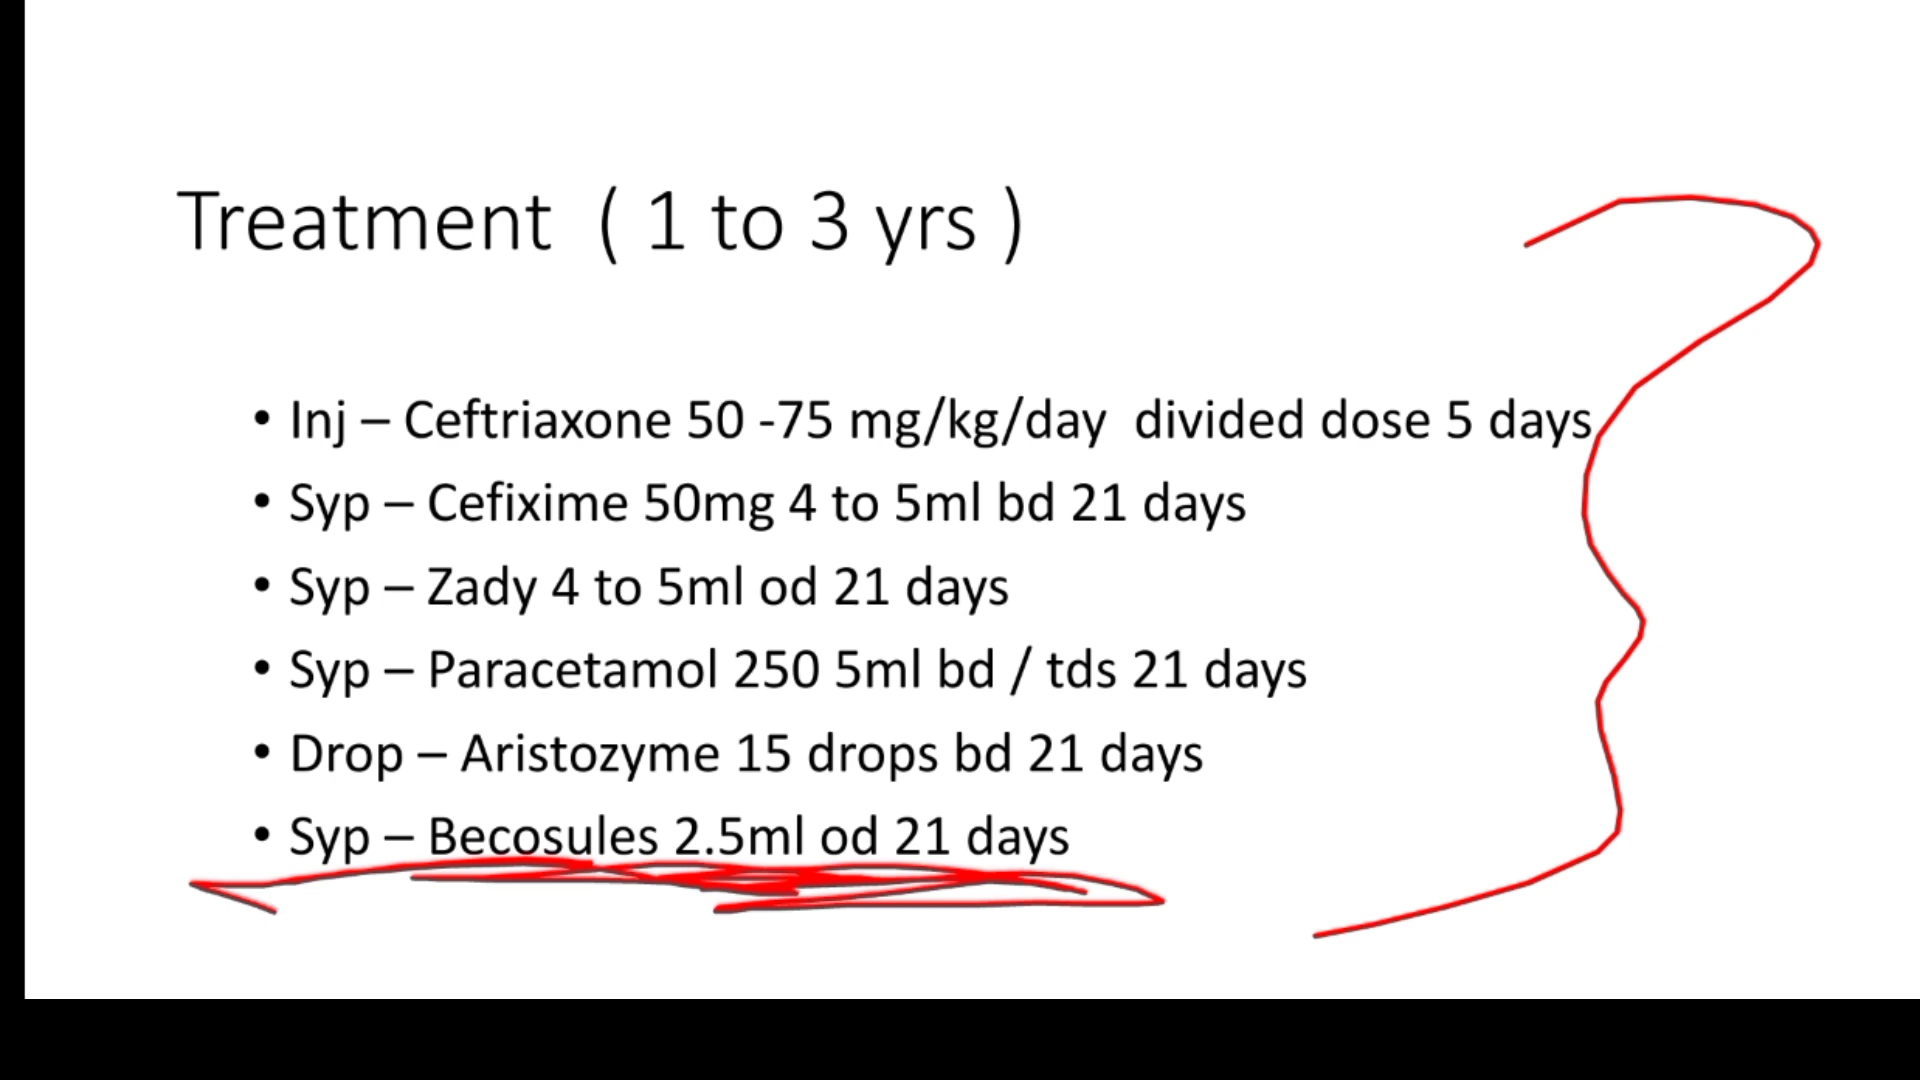 Treatment ( 1 to 3 yrs )
• Inj – Ceftriaxone 50 -75 mg/kg/day divided dose 5 days
• Syp – Cefixime 50mg 4 to 5ml bd 21 days
• Syp – Zady 4 to 5ml od 21 days
• Syp – Paracetamol 250 5ml bd / tds 21 days
• Drop – Aristozyme 15 drops bd 21 days
• Syp – Becosules 2.5ml od 21 days